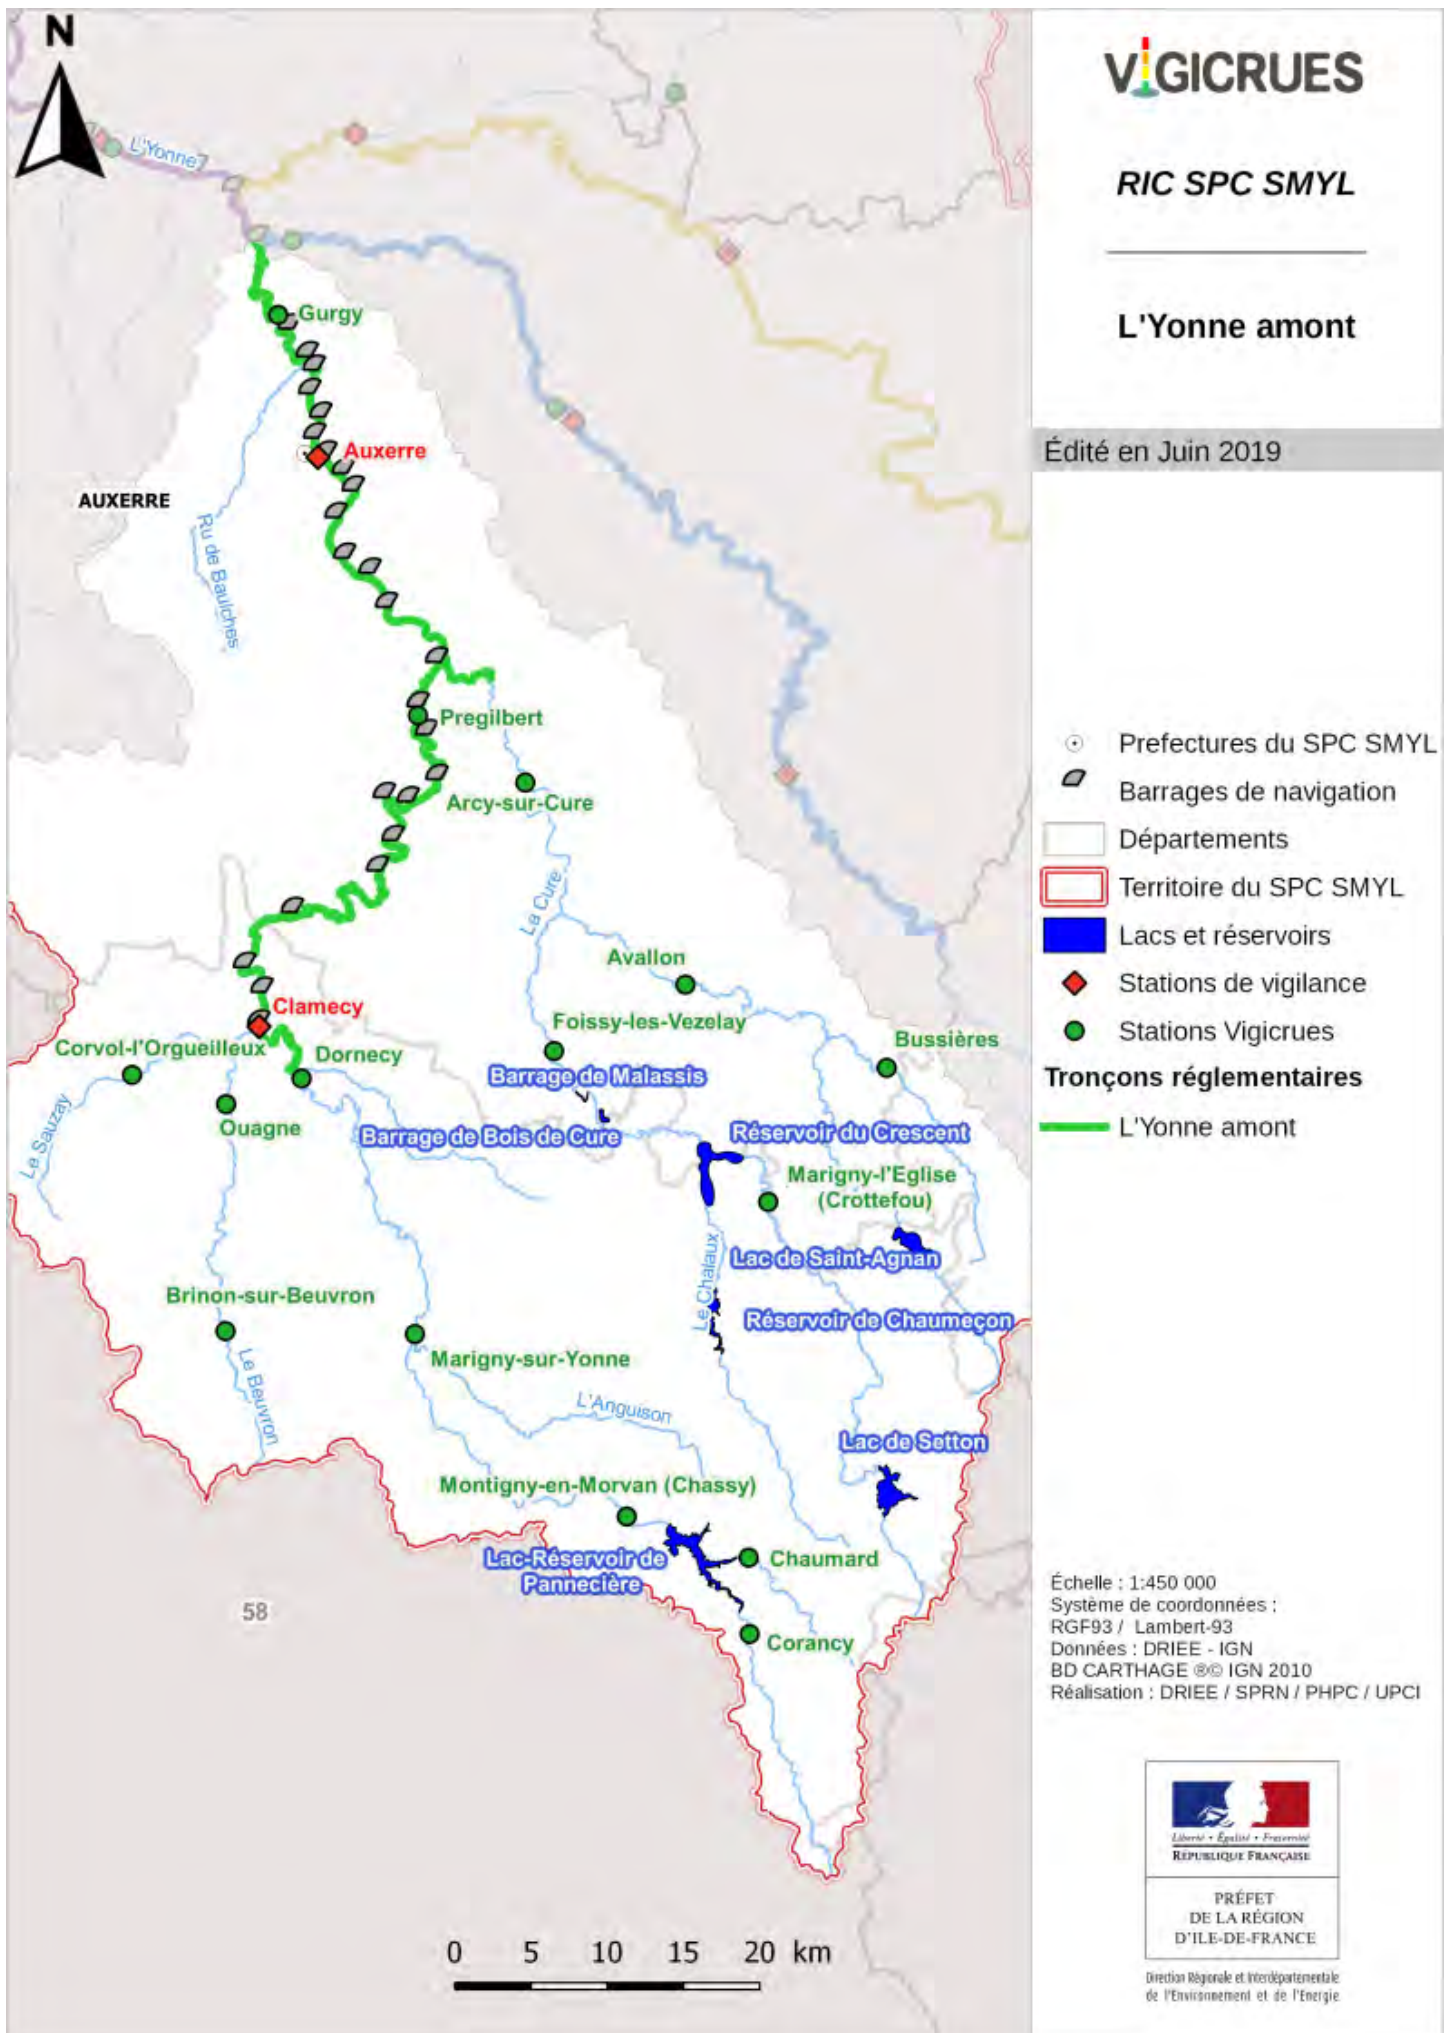 N
L'Yonne
Gurgy
Auxerre
AUXERRE
Ru de Baulches
Pregilbert
Arcy-sur-Cure
La Cure
Avallon
Foissy-les-Vezelay
Bussières
Clamecy
Corvol-l'Orgueilleux
Dornecy
Barrage de Malassis
Le Sauzay
Ouagne
Barrage de Bois de Cure
Réservoir du Crescent
Marigny-l'Eglise
(Crottefou)
Le Chalaux
Lac de Saint-Agnan
Brinon-sur-Beuvron
Réservoir de Chaumeçon
Marigny-sur-Yonne
Le Beuvron
L'Anguison
Lac de Setton
Montigny-en-Morvan (Chassy)
Lac-Réservoir de
Pannecière
Chaumard
58
Corancy
0 5 10 15 20 km
VIGICRUES
RIC SPC SMYL
L'Yonne amont
Édité en Juin 2019
Prefectures du SPC SMYL
Barrages de navigation
Départements
Territoire du SPC SMYL
Lacs et réservoirs
Stations de vigilance
Stations Vigicrues
Tronçons réglementaires
L'Yonne amont
Échelle : 1:450 000
Système de coordonnées :
RGF93 / Lambert-93
Données : DRIEE - IGN
BD CARTHAGE ®© IGN 2010
Réalisation : DRIEE / SPRN / PHPC / UPCI
Liberté • Égalité • Fraternité
RÉPUBLIQUE FRANÇAISE
PRÉFET
DE LA RÉGION
D'ILE-DE-FRANCE
Direction Régionale et Interdépartementale
de l'Environnement et de l'Energie